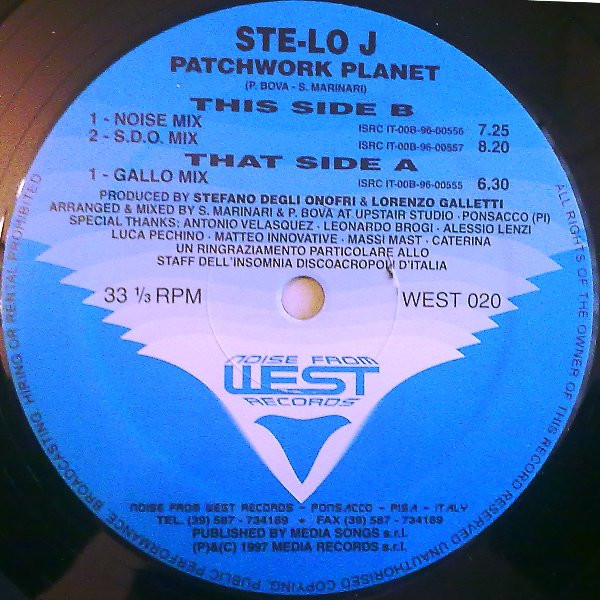 STE-LO J
PATCHWORK PLANET
(P. BOVA - S. MARINARI)
THIS SIDE B
1 - NOISE MIX ISRC IT-00B-96-00556 7.25
2 - S.D.O. MIX ISRC IT-00B-96-00557 8.20
THAT SIDE A
1 - GALLO MIX ISRC IT-00B-96-00555 6.30
PRODUCED BY STEFANO DEGLI ONOFRI & LORENZO GALLETTI
ARRANGED & MIXED BY S. MARINARI & P. BOVA AT UPSTAIR STUDIO - PONSACCO (PI)
SPECIAL THANKS: ANTONIO VELASQUEZ - LEONARDO BROGI - ALESSIO LENZI
LUCA PECHINO - MATTEO INNOVATIVE - MASSI MAST - CATERINA
UN RINGRAZIAMENTO PARTICOLARE ALLO
STAFF DELL'INSOMNIA DISCOACROPOLI D'ITALIA
33 1/3 RPM WEST 020
NOISE FROM
WEST
RECORDS
NOISE FROM WEST RECORDS - PONSACCO - PISA - ITALY
TEL. (39) 587 - 734169 • FAX (39) 587 - 734169
PUBLISHED BY MEDIA SONGS s.r.l.
(P)&(C) 1997 MEDIA RECORDS s.r.l.
ALL RIGHTS OF THE OWNER OF THIS RECORD RESERVED UNAUTHORISED COPYING, PUBLIC PERFORMANCE, BROADCASTING, HIRING OR RENTAL PROHIBITED